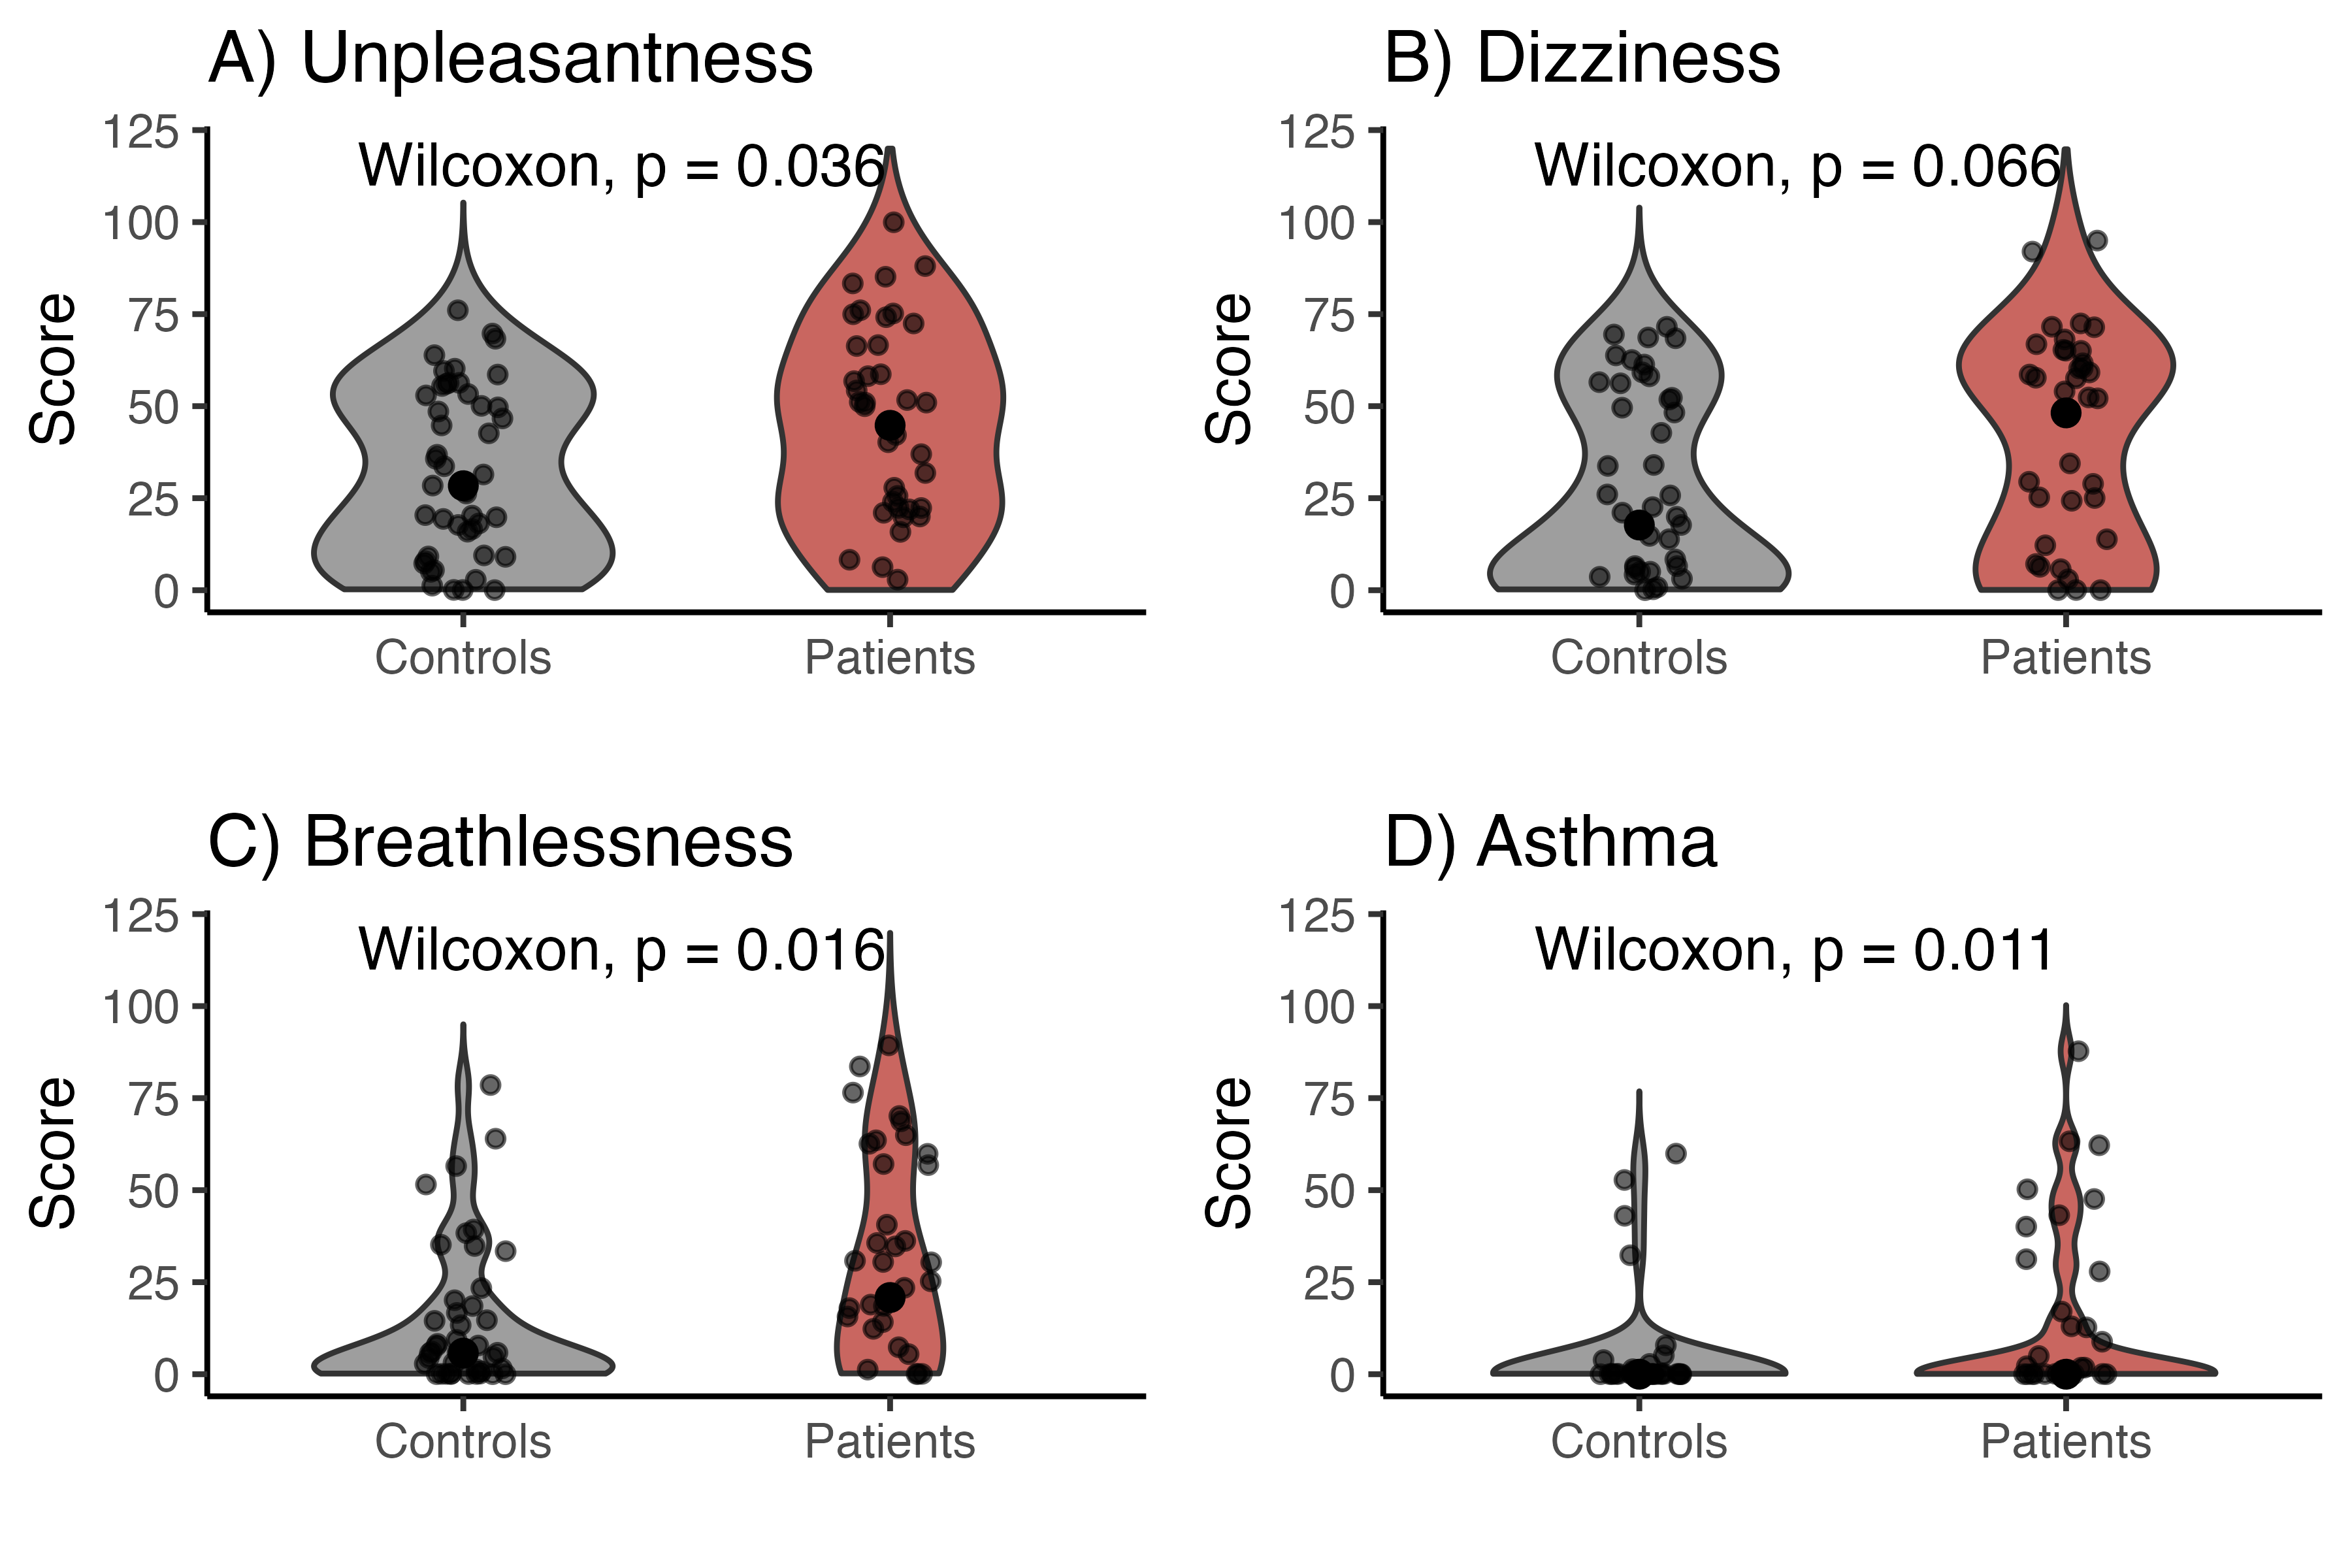 A) Unpleasantness
125
Wilcoxon, p = 0.036
100
75
50
25
0
Score
Controls
Patients
B) Dizziness
125
Wilcoxon, p = 0.066
100
75
50
25
0
Score
Controls
Patients
C) Breathlessness
125
Wilcoxon, p = 0.016
100
75
50
25
0
Score
Controls
Patients
D) Asthma
125
Wilcoxon, p = 0.011
100
75
50
25
0
Score
Controls
Patients